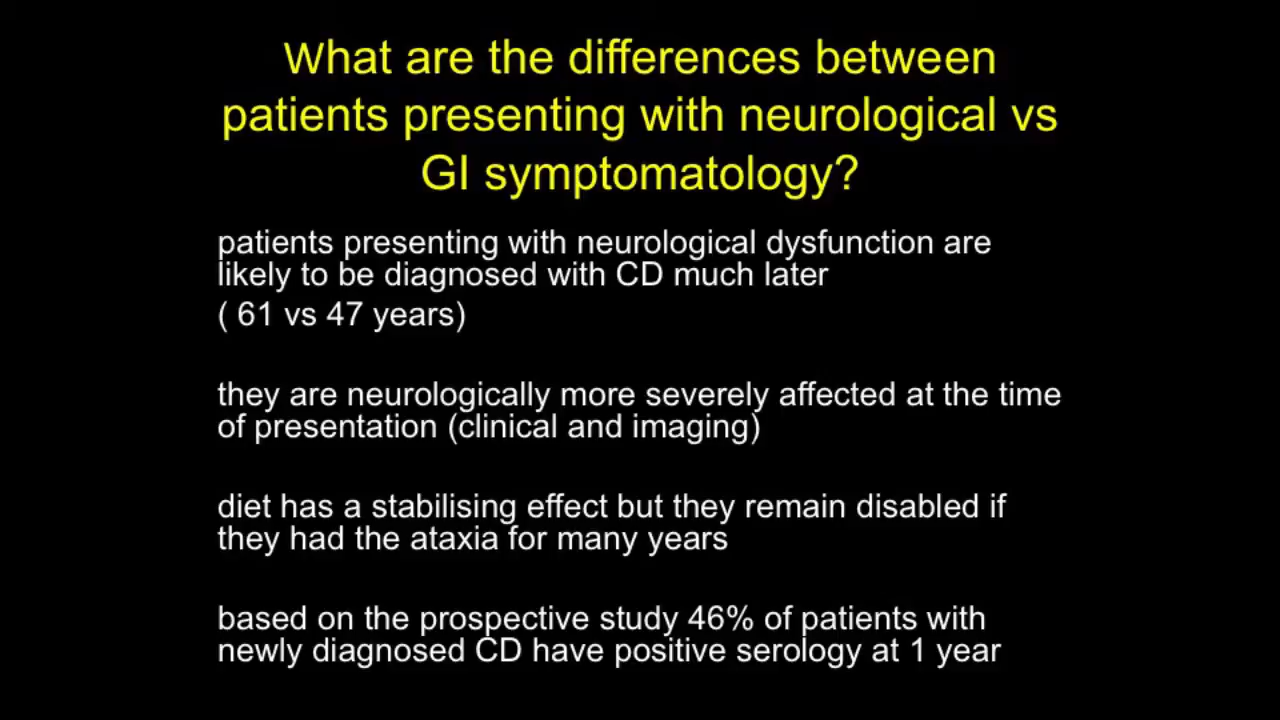 What are the differences between
patients presenting with neurological vs
GI symptomatology?
patients presenting with neurological dysfunction are
likely to be diagnosed with CD much later
( 61 vs 47 years)
they are neurologically more severely affected at the time
of presentation (clinical and imaging)
diet has a stabilising effect but they remain disabled if
they had the ataxia for many years
based on the prospective study 46% of patients with
newly diagnosed CD have positive serology at 1 year